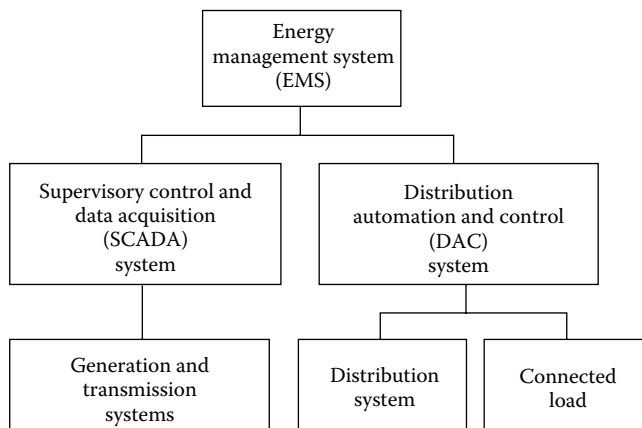 Energy
management system
(EMS)
Supervisory control and
data acquisition
(SCADA)
system
Distribution
automation and control
(DAC)
system
Generation and
transmission
systems
Distribution
system
Connected
load